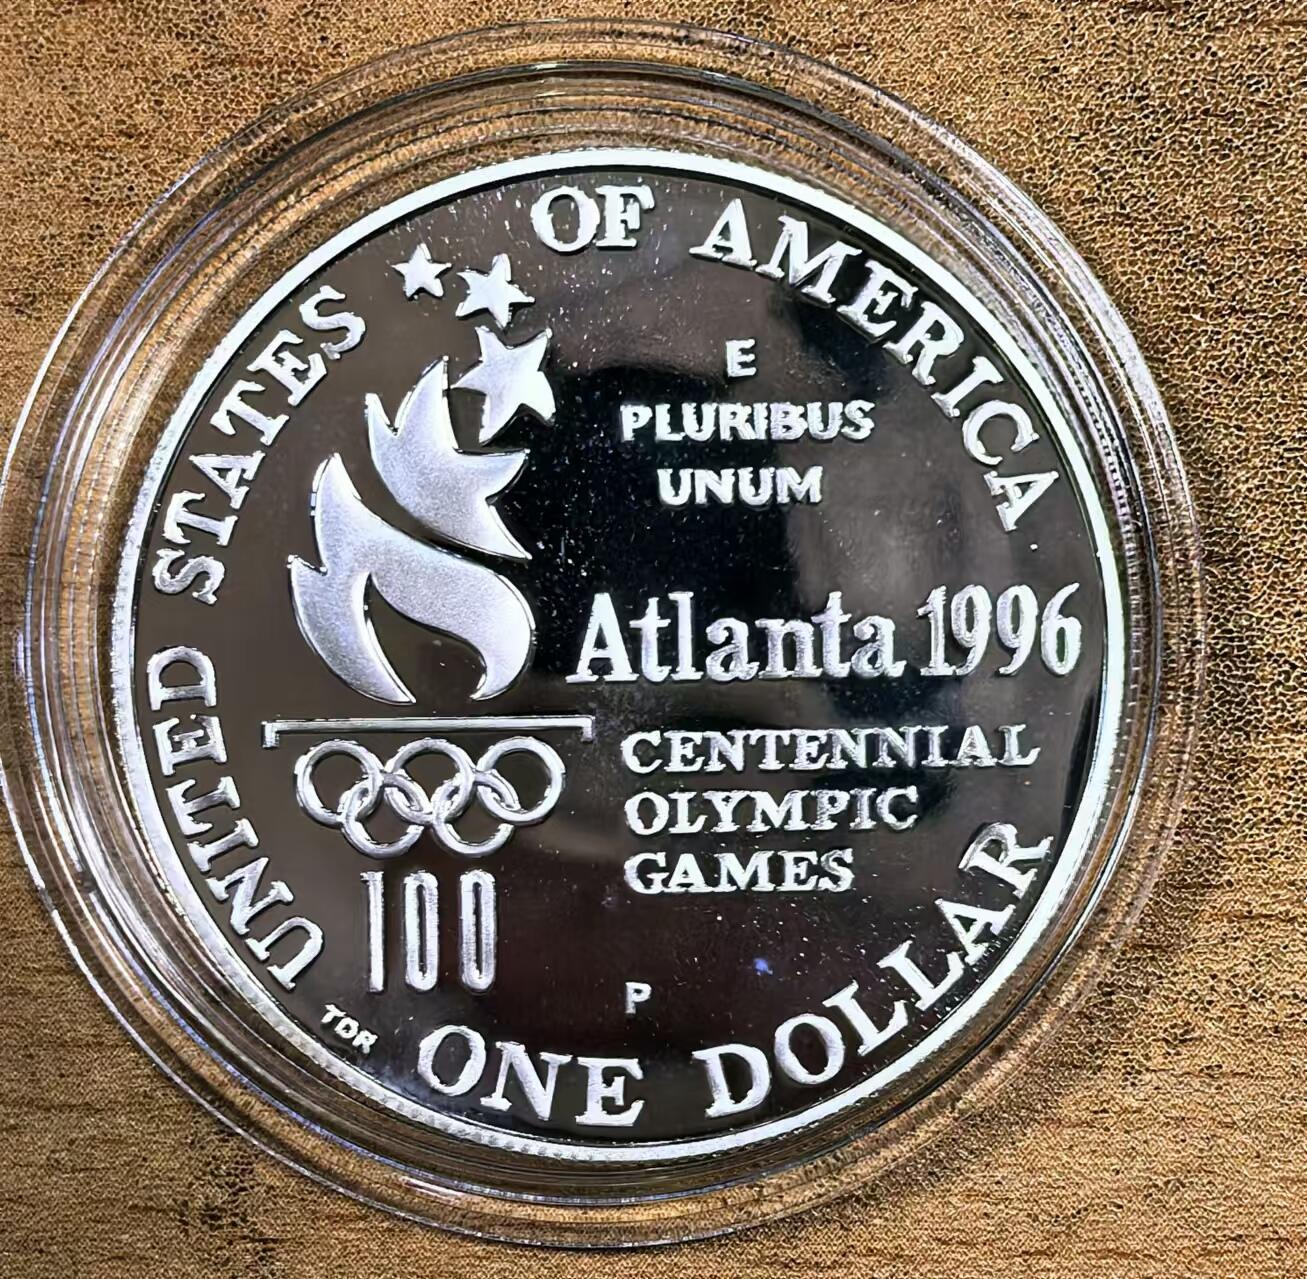 UNITED STATES OF AMERICA
E
PLURIBUS
UNUM
Atlanta 1996
CENTENNIAL
OLYMPIC
GAMES
100
P
TDR
ONE DOLLAR